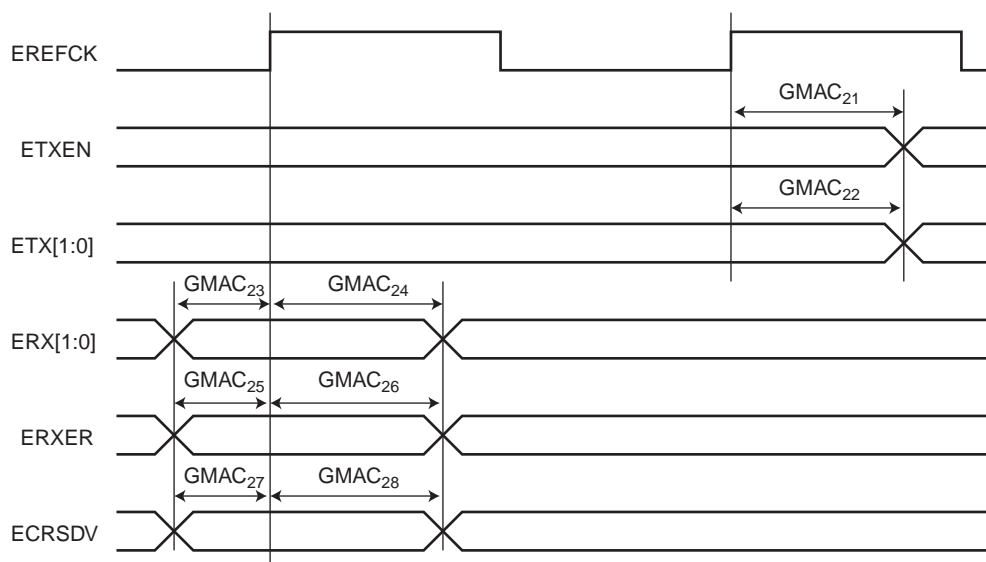 EREFCK
GMAC21
ETXEN
GMAC22
ETX[1:0]
GMAC23 GMAC24
ERX[1:0]
GMAC25 GMAC26
ERXER
GMAC27 GMAC28
ECRSDV